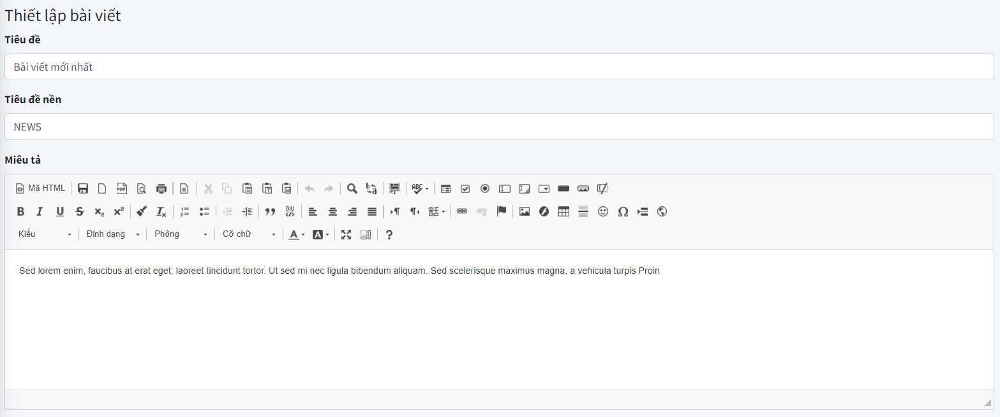 Thiết lập bài viết
Tiêu đề
Bài viết mới nhất
Tiêu đề nền
NEWS
Miêu tả
Mã HTML
Kiểu Định dạng Phông Cỡ chữ
Sed lorem enim, faucibus at erat eget, laoreet tincidunt tortor. Ut sed mi nec ligula bibendum aliquam. Sed scelerisque maximus magna, a vehicula turpis Proin